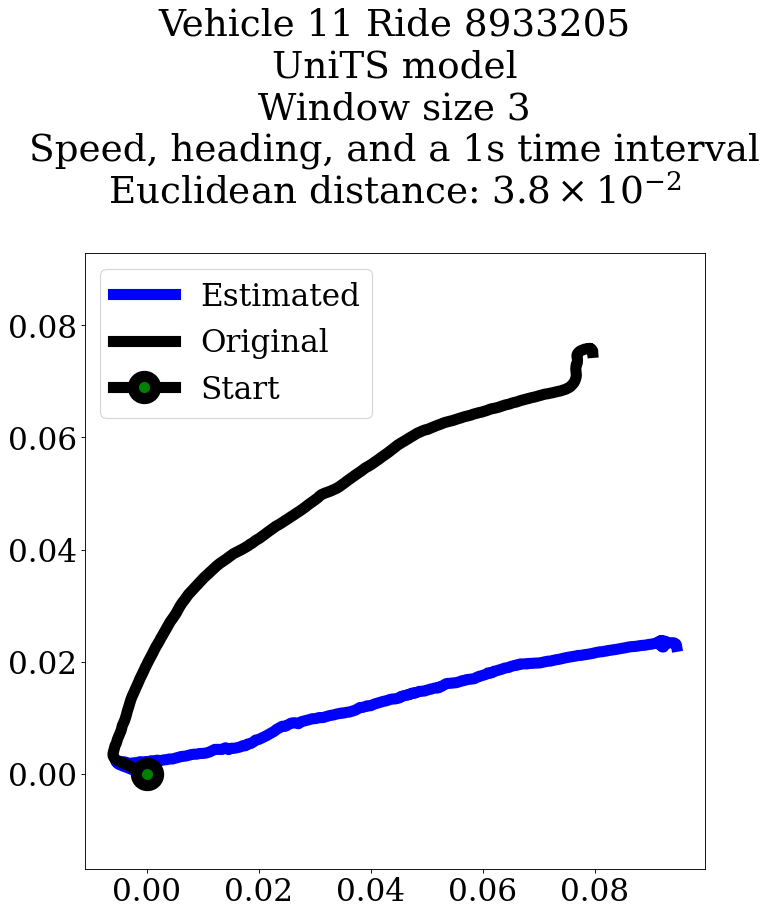 Vehicle 11 Ride 8933205
UniTS model
Window size 3
Speed, heading, and a 1s time interval
Euclidean distance: 3.8 × 10⁻²
Estimated
Original
Start
0.08
0.06
0.04
0.02
0.00
0.00 0.02 0.04 0.06 0.08